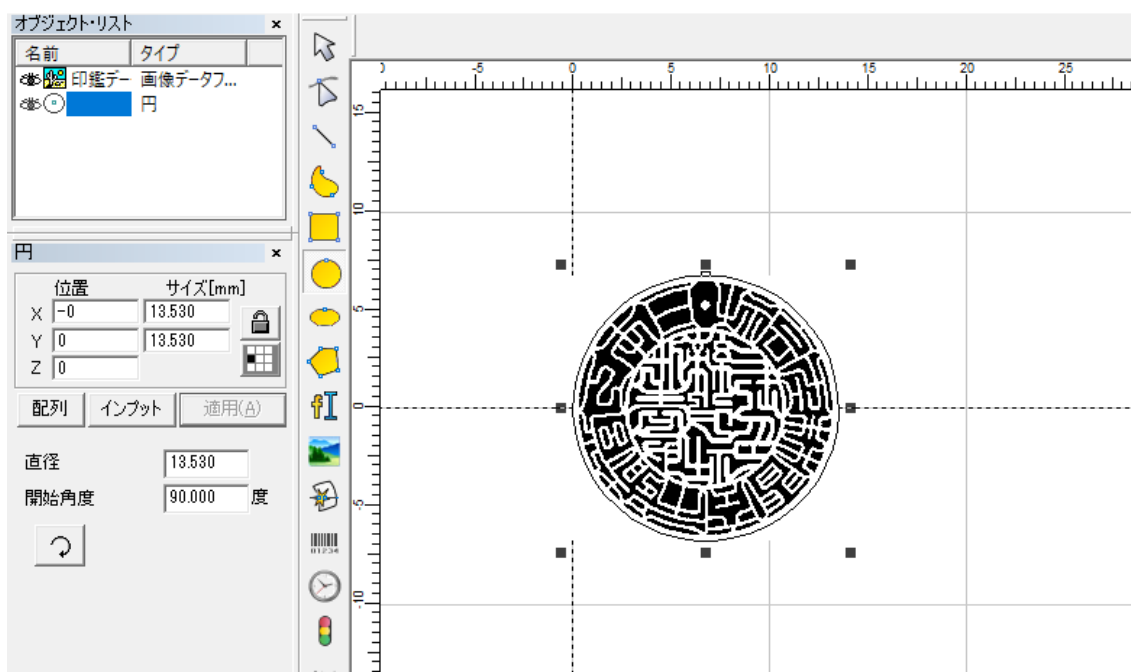 オブジェクト・リスト ×
名前 タイプ
印鑑デー 画像データフ...
円
円 ×
位置 サイズ[mm]
X -0 13.530
Y 0 13.530
Z 0
配列 インプット 適用(A)
直径 13.530
開始角度 90.000 度
01234
-5 0 5 10 15 20 25
15
10
5
0
-5
-10